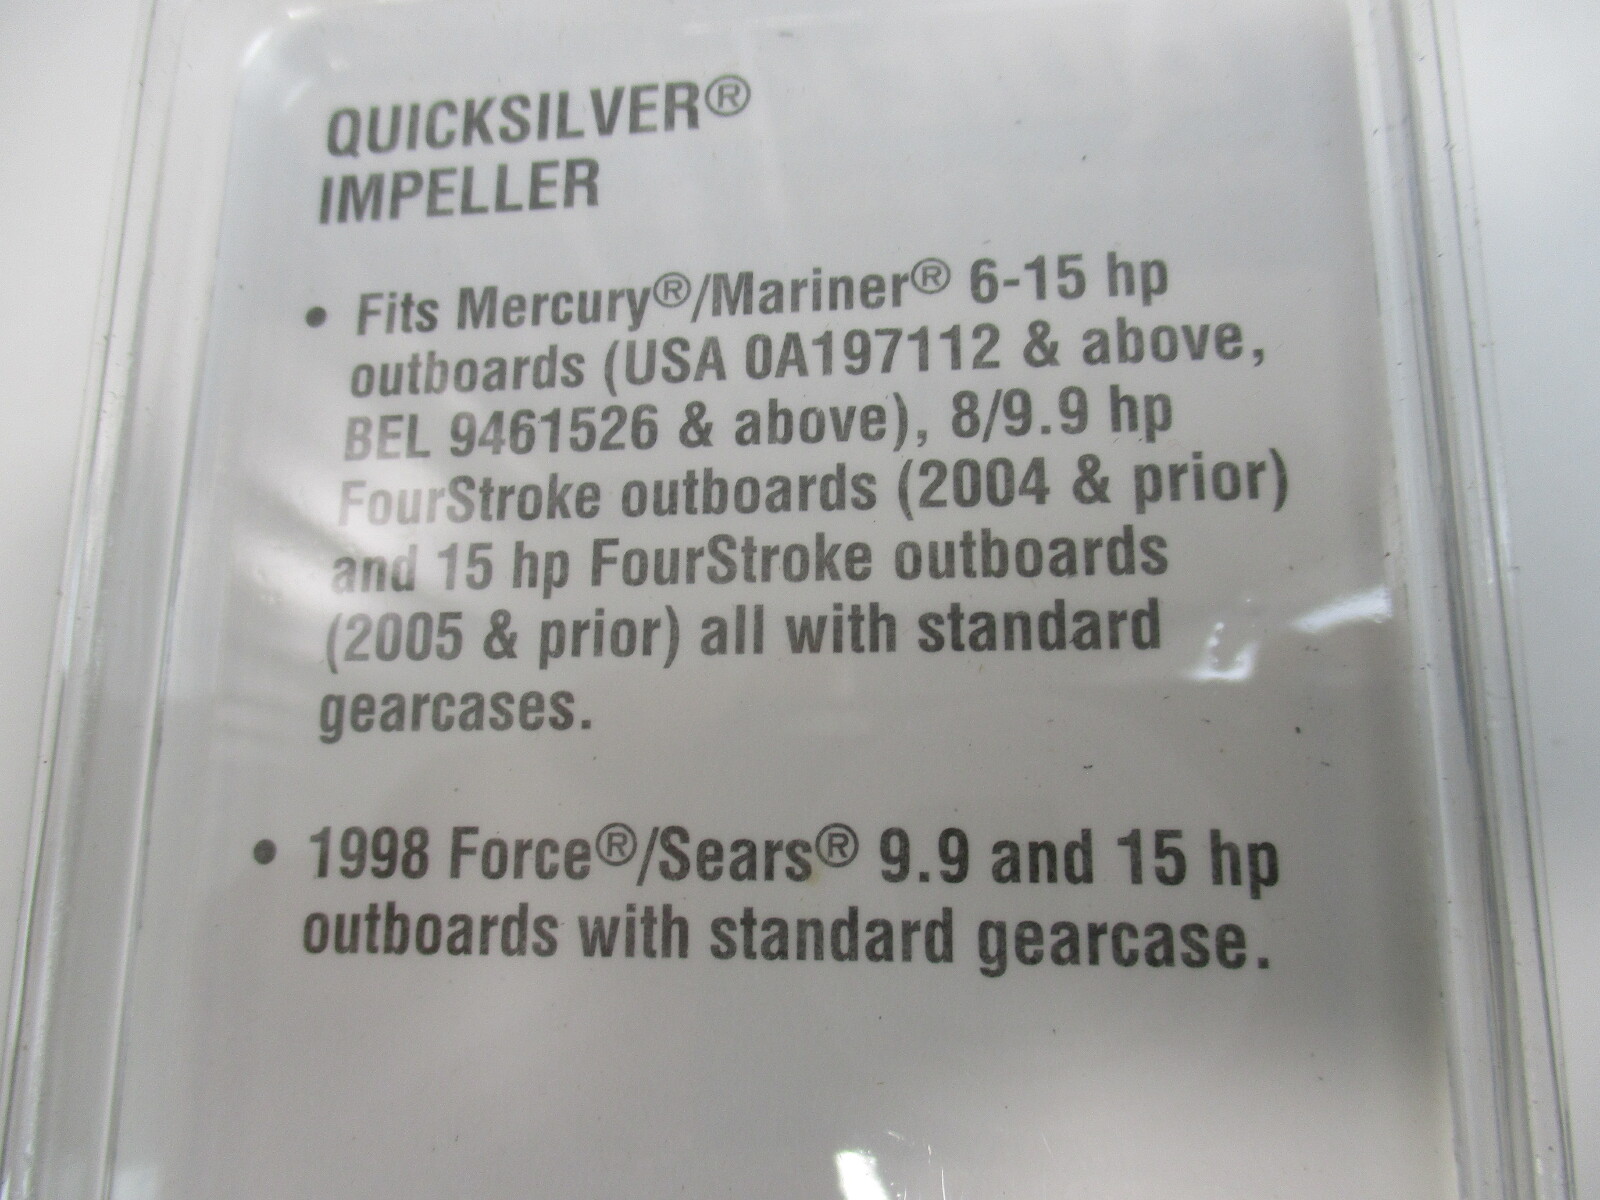 QUICKSILVER®
IMPELLER
• Fits Mercury®/Mariner® 6-15 hp
outboards (USA 0A197112 & above,
BEL 9461526 & above), 8/9.9 hp
FourStroke outboards (2004 & prior)
and 15 hp FourStroke outboards
(2005 & prior) all with standard
gearcases.
• 1998 Force®/Sears® 9.9 and 15 hp
outboards with standard gearcase.